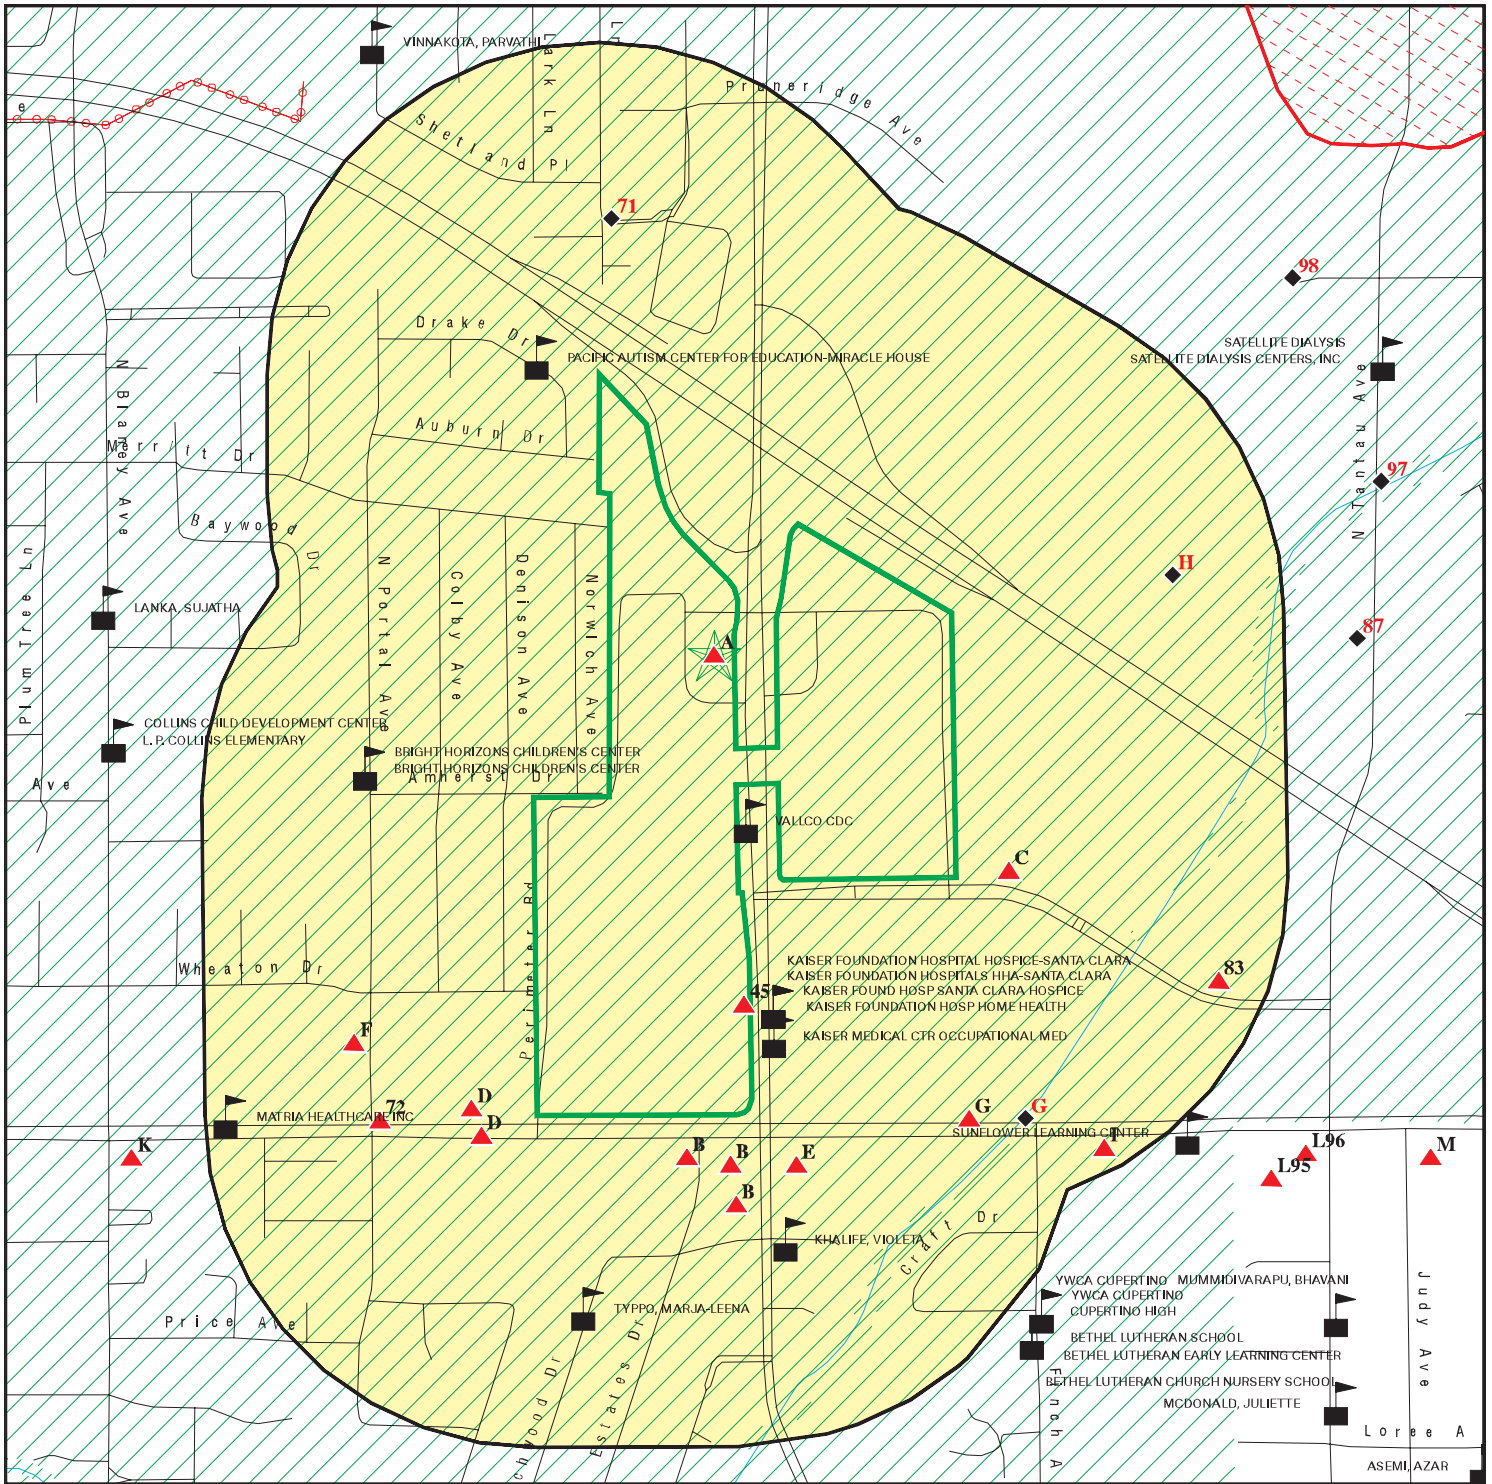 VINNAKOTA, PARVATHI
Lark Ln
Ln
Pruneridge Ave
e
Shetland Pl
71
98
Drake Dr
PACIFIC AUTISM CENTER FOR EDUCATION-MIRACLE HOUSE
SATELLITE DIALYSIS
SATELLITE DIALYSIS CENTERS, INC
N Blaney Ave
N Tantau Ave
Auburn Dr
Merritt Dr
97
Baywood Dr
H
Plum Tree Ln
N Portal Ave
Colby Ave
Denison Ave
Norwich Ave
LANKA, SUJATHA
87
A
COLLINS CHILD DEVELOPMENT CENTER
L. P. COLLINS ELEMENTARY
BRIGHT HORIZONS CHILDREN'S CENTER
BRIGHT HORIZONS CHILDREN'S CENTER
Amherst Dr
Ave
VALLCO CDC
C
Perimeter Rd
Wheaton Dr
KAISER FOUNDATION HOSPITAL HOSPICE-SANTA CLARA
KAISER FOUNDATION HOSPITALS HHA-SANTA CLARA
83
45
KAISER FOUND HOSP SANTA CLARA HOSPICE
KAISER FOUNDATION HOSP HOME HEALTH
KAISER MEDICAL CTR OCCUPATIONAL MED
F
D
72
MATRIA HEALTHCARE INC
D
G
G
SUNFLOWER LEARNING CENTER
I
K
B
B
E
L96
M
L95
B
Craft Dr
KHALIFE, VIOLETA
YWCA CUPERTINO
MUMMIDIVARAPU, BHAVANI
YWCA CUPERTINO
CUPERTINO HIGH
TYPPO, MARJA-LEENA
Price Ave
Judy Ave
BETHEL LUTHERAN SCHOOL
BETHEL LUTHERAN EARLY LEARNING CENTER
BETHEL LUTHERAN CHURCH NURSERY SCHOOL
MCDONALD, JULIETTE
chwood Dr
Estates Dr
Finch A
Loree A
ASEMI, AZAR